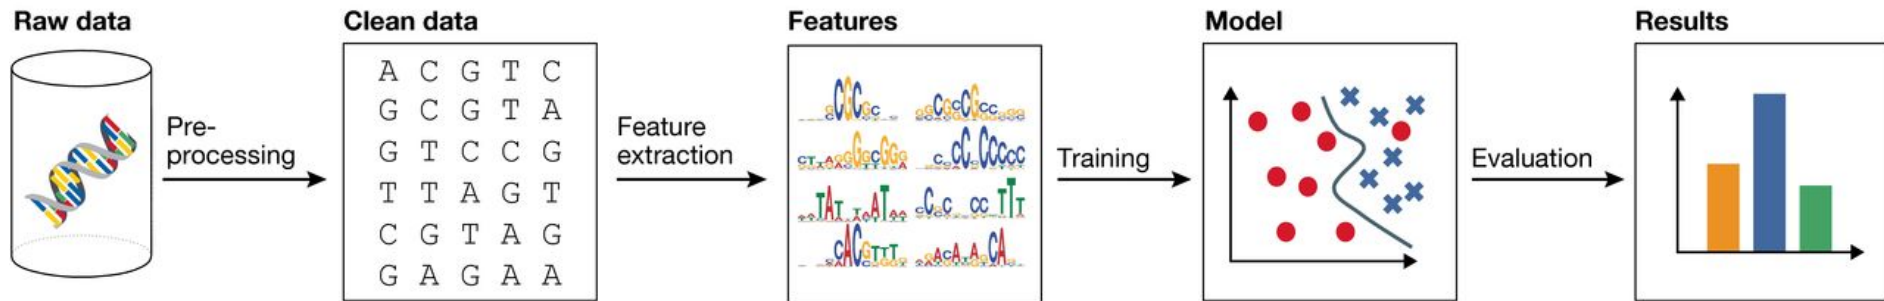 Raw data
Pre-
processing
Clean data
A C G T C
G C G T A
G T C C G
T T A G T
C G T A G
G A G A A
Feature
extraction
Features
Training
Model
Evaluation
Results